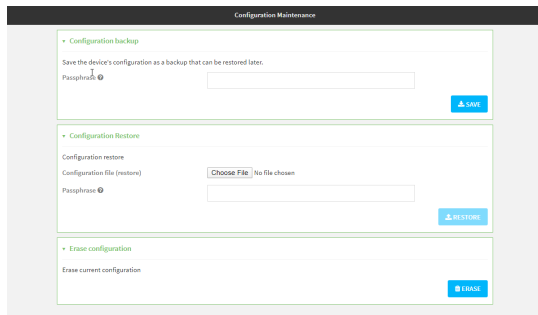 Configuration Maintenance
Configuration backup
Save the device's configuration as a backup that can be restored later.
Passphrase
SAVE
Configuration Restore
Configuration restore
Configuration file (restore) Choose File No file chosen
Passphrase
RESTORE
Erase configuration
Erase current configuration
ERASE